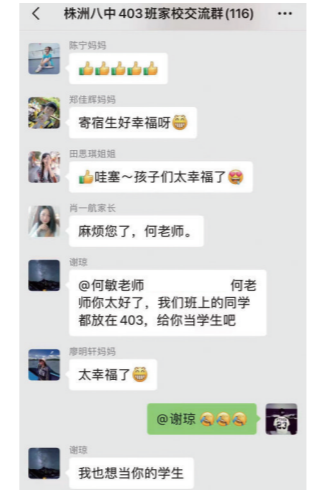 株洲八中403班家校交流群(116)
陈宁妈妈
郑佳辉妈妈
寄宿生好幸福呀
田思琪姐姐
哇塞~孩子们太幸福了
肖一航家长
麻烦您了，何老师。
谢琼
@何敏老师 何老
师你太好了，我们班上的同学
都放在403，给你当学生吧
廖明轩妈妈
太幸福了
@谢琼
23
谢琼
我也想当你的学生